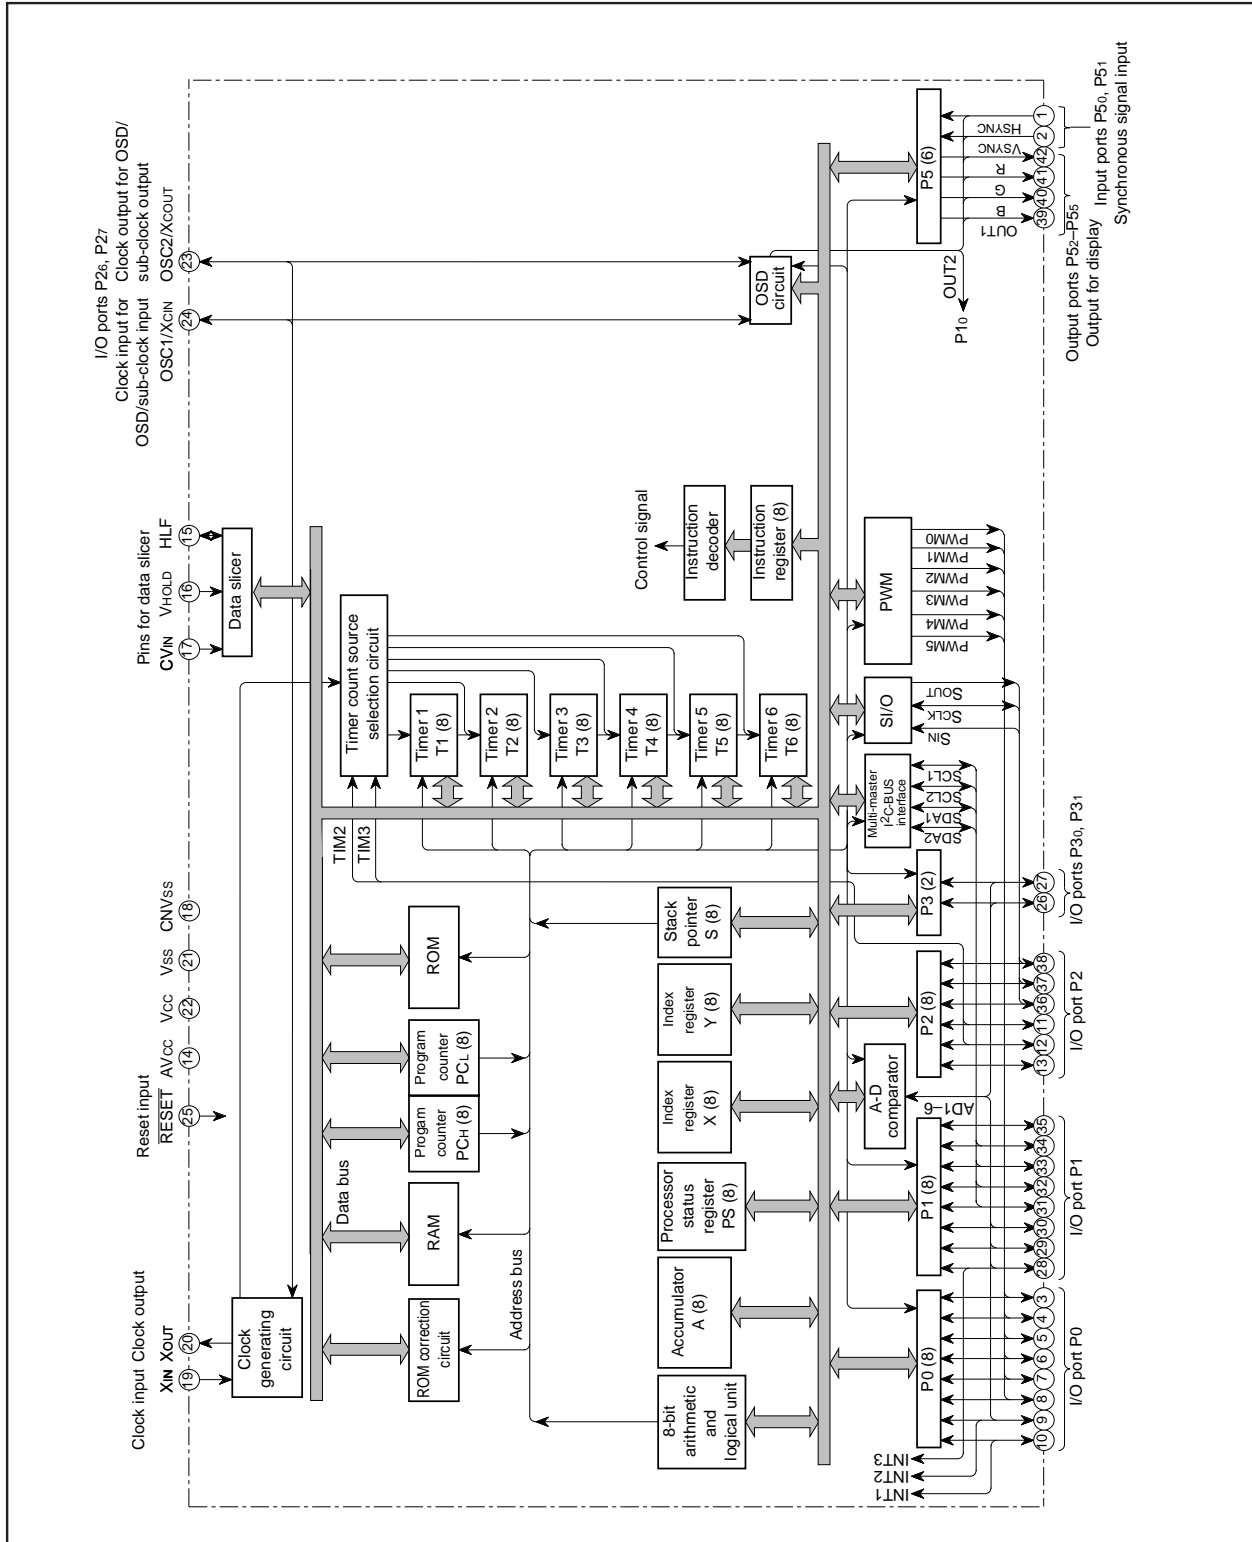 Clock input Clock output
XIN XOUT
19 20
Reset input
RESET
25
AVCC
14
VCC
22
VSS
21
CNVSS
18
Pins for data slicer
CVIN VHOLD HLF
17 16 15
I/O ports P26, P27
Clock input for Clock output for OSD/
OSD/sub-clock input sub-clock output
OSC1/XCIN OSC2/XCOUT
24 23
Clock
generating
circuit
Data slicer
Data bus
ROM correction
circuit
RAM
Progam
counter
PCH (8)
Program
counter
PCL (8)
ROM
Address bus
TIM2
TIM3
Timer count source
selection circuit
Timer 1
T1 (8)
Timer 2
T2 (8)
Timer 3
T3 (8)
Timer 4
T4 (8)
Timer 5
T5 (8)
Timer 6
T6 (8)
8-bit
arithmetic
and
logical unit
Accumulator
A (8)
Processor
status
register
PS (8)
Index
register
X (8)
Index
register
Y (8)
Stack
pointer
S (8)
Control signal
Instruction
decoder
Instruction
register (8)
OSD
circuit
OUT2
P10
P0 (8)
P1 (8)
A-D
comparator
AD1–6
P2 (8)
P3 (2)
Multi-master
I2C-BUS
interface
SDA2
SDA1
SCL2
SCL1
SI/O
SIN
SCLK
SOUT
PWM
PWM5
PWM4
PWM3
PWM2
PWM1
PWM0
P5 (6)
OUT1
B
G
R
VSYNC
HSYNC
INT1
INT2
INT3
10 9 8 7 6 5 4 3
I/O port P0
28 29 30 31 32 33 34 35
I/O port P1
13 12 11 36 37 38
I/O port P2
26 27
I/O ports P30, P31
39 40 41 42 2 1
Output ports P52–P55
Output for display
Input ports P50, P51
Synchronous signal input